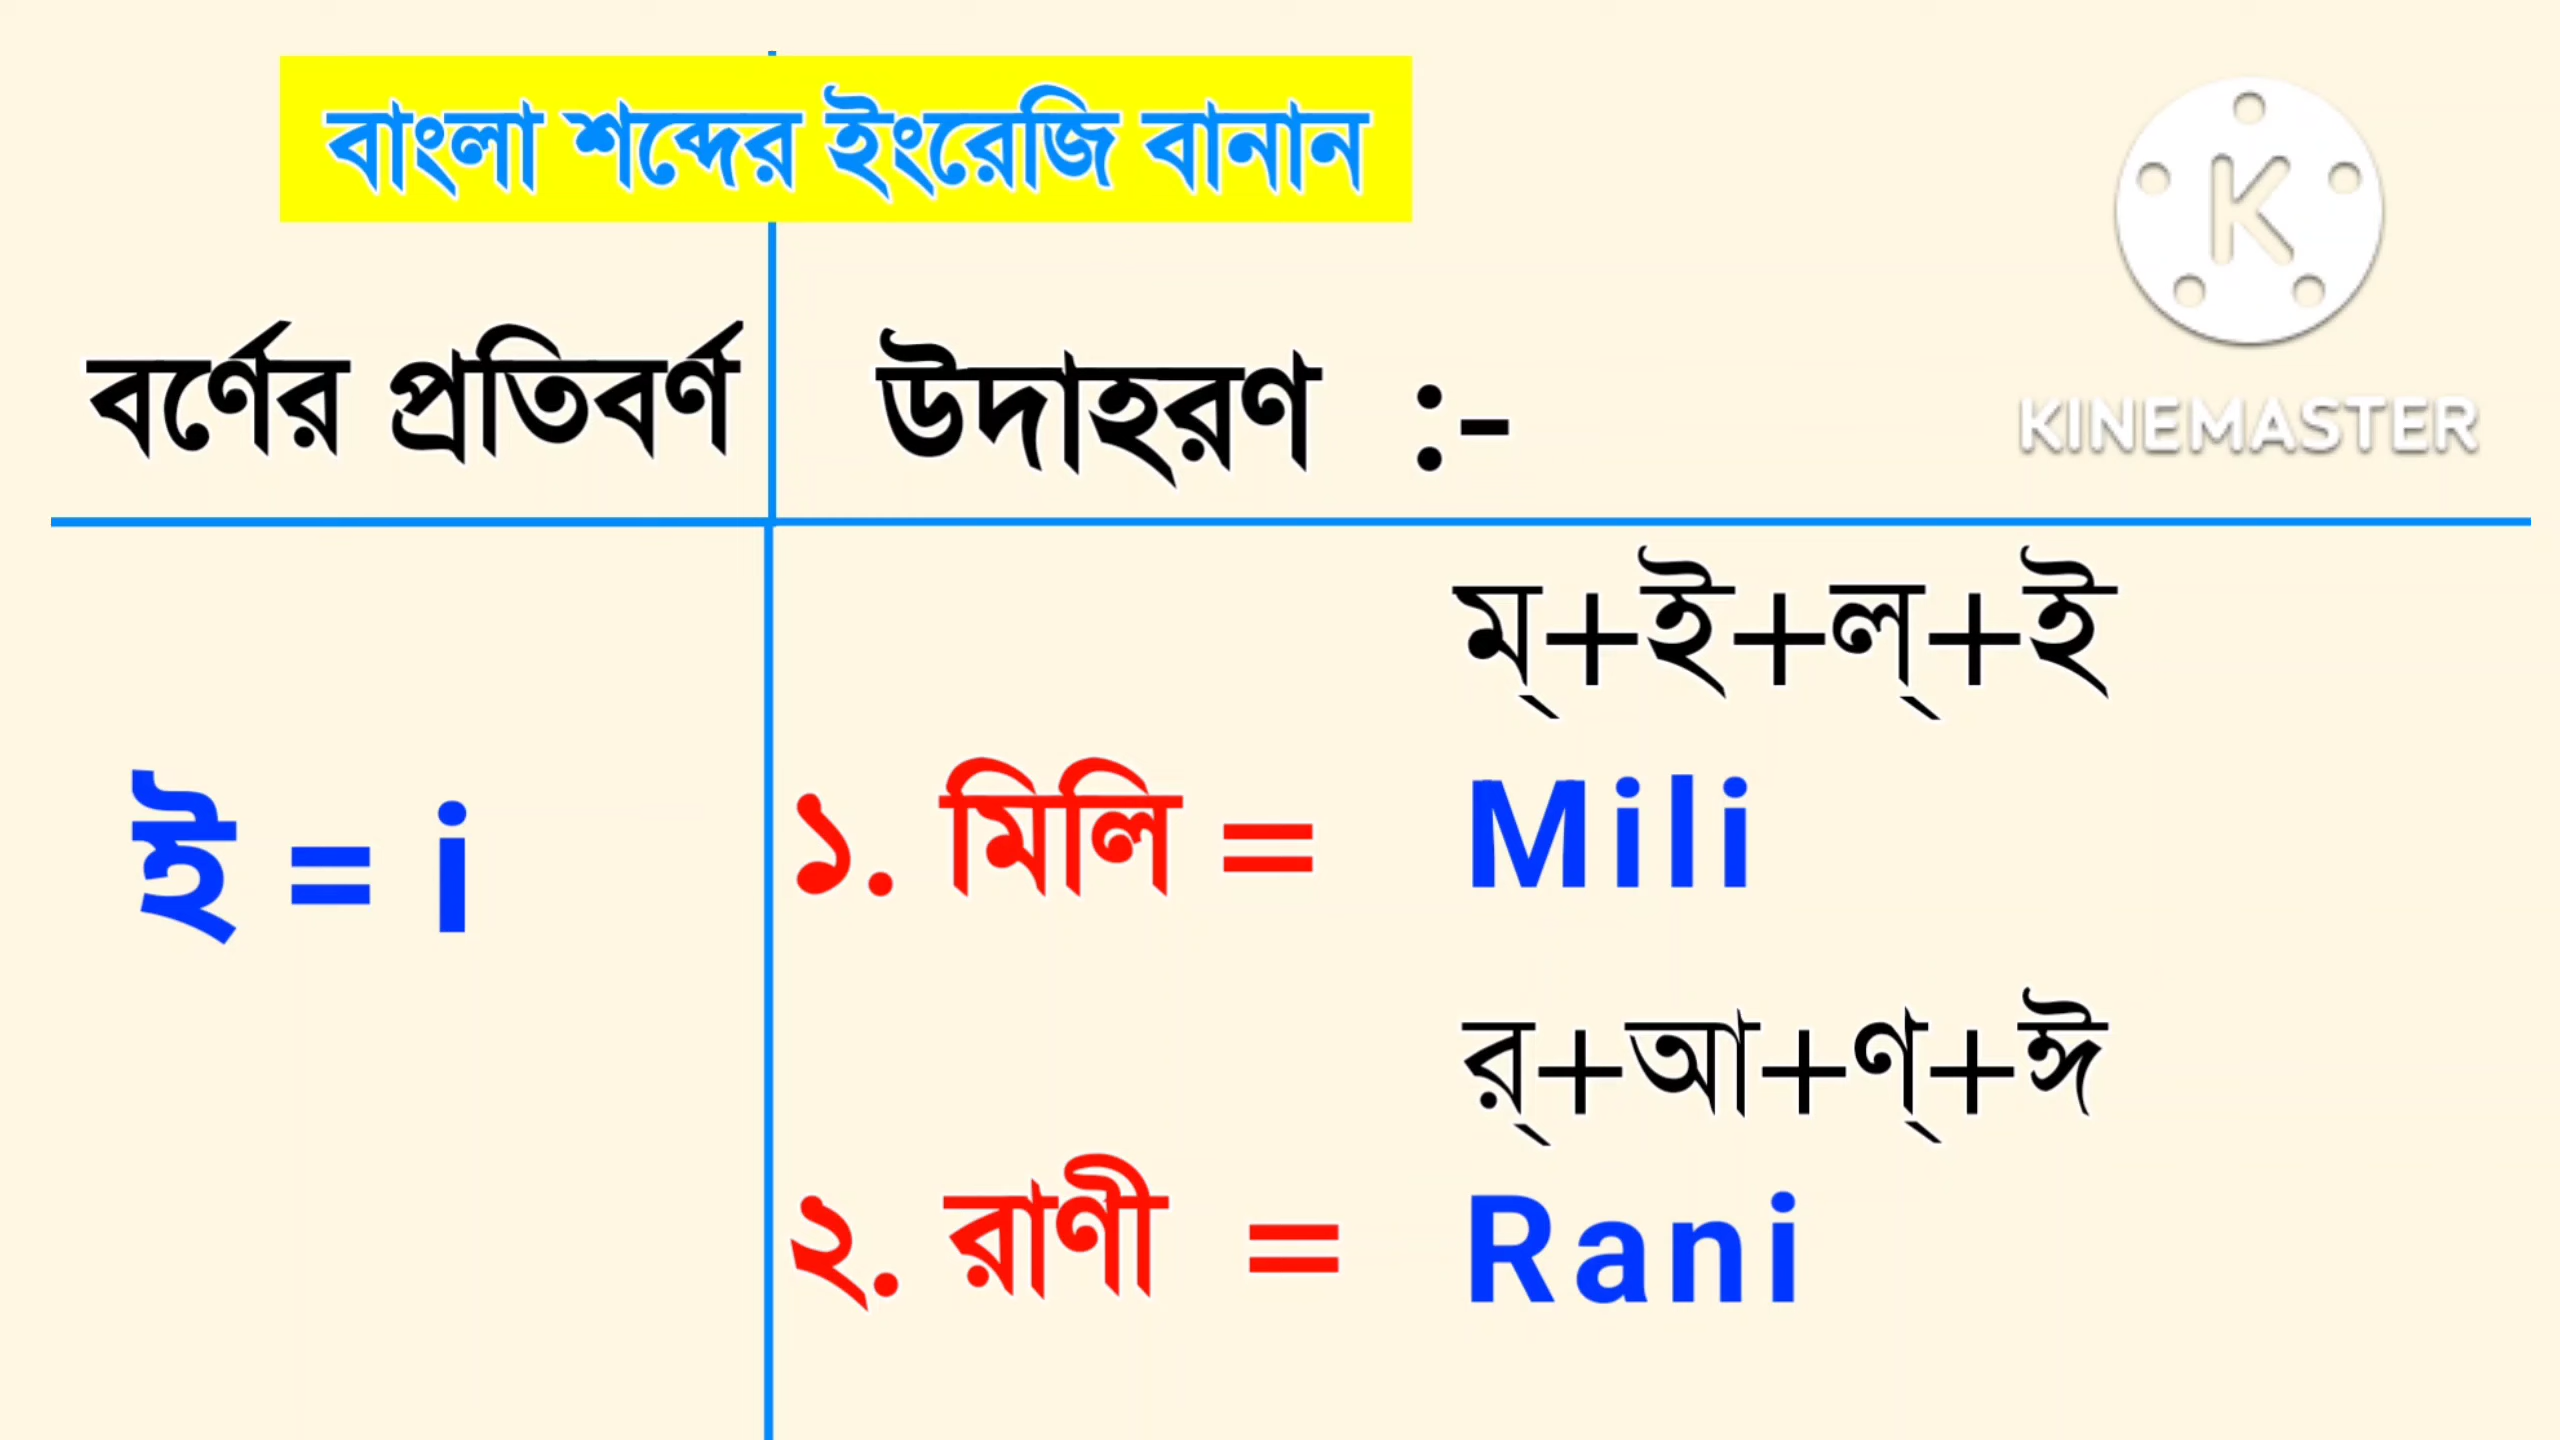 বাংলা শব্দের ইংরেজি বানান
K
KINEMASTER
বর্ণের প্রতিবর্ণ
উদাহরণ :-
ই = i
ম্+ই+ল্+ই
১. মিলি = Mili
র্+আ+ণ্+ঈ
২. রাণী = Rani